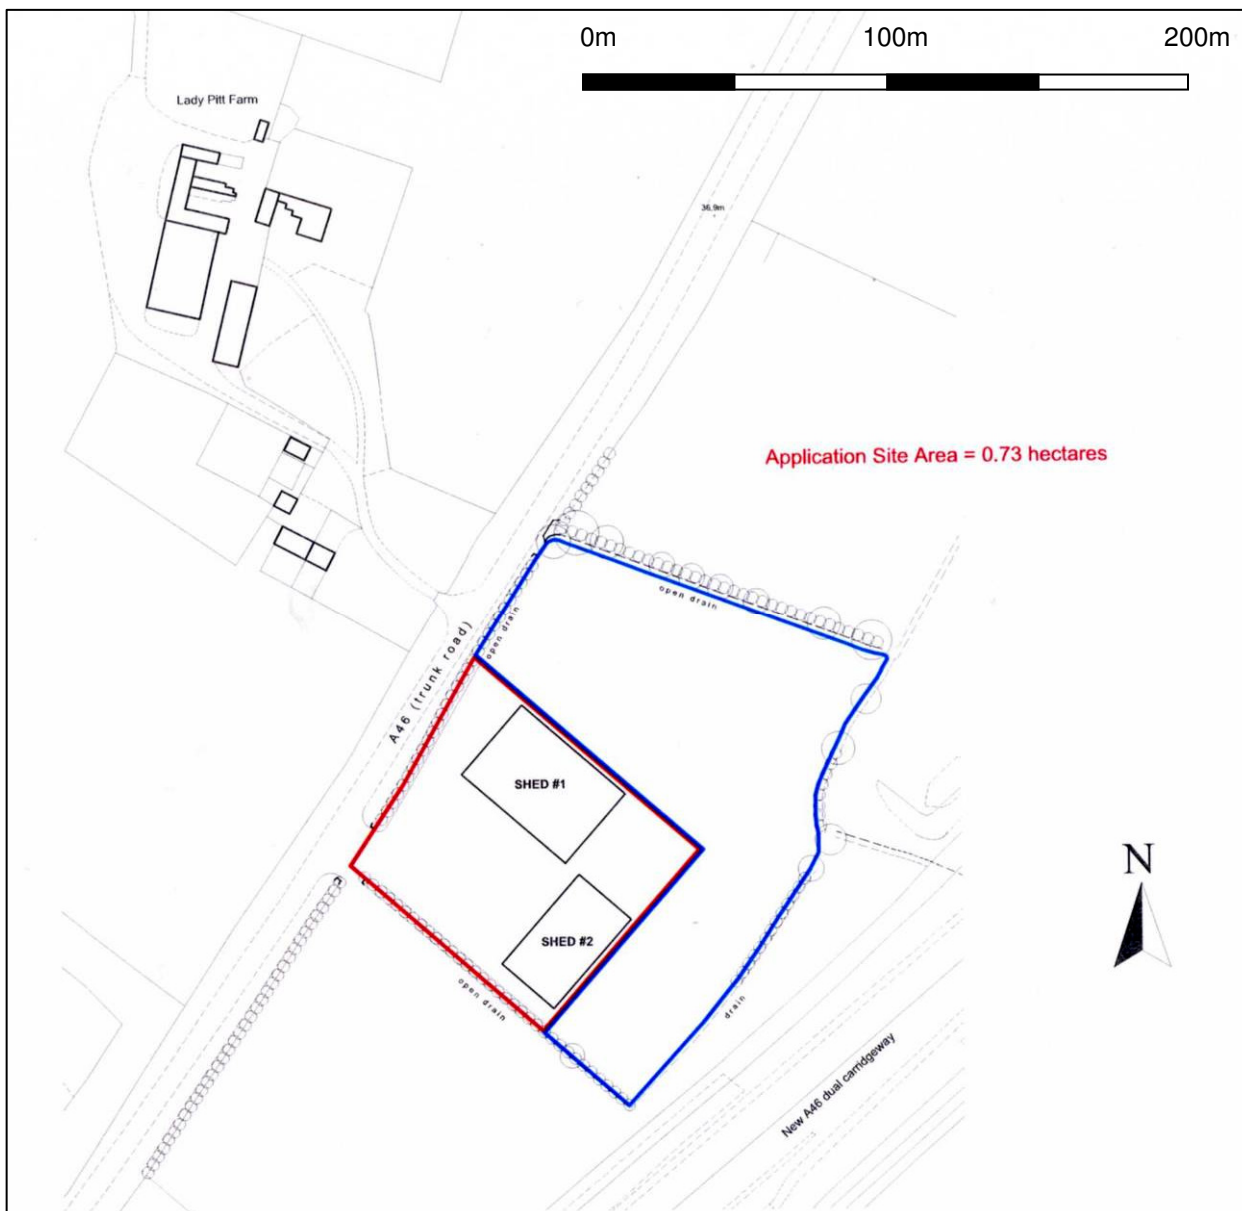 0m 100m 200m
Lady Pitt Farm
36.9m
Application Site Area = 0.73 hectares
open drain
open drain
A46 (trunk road)
SHED #1
SHED #2
N
open drain
drain
New A46 dual carridgeway